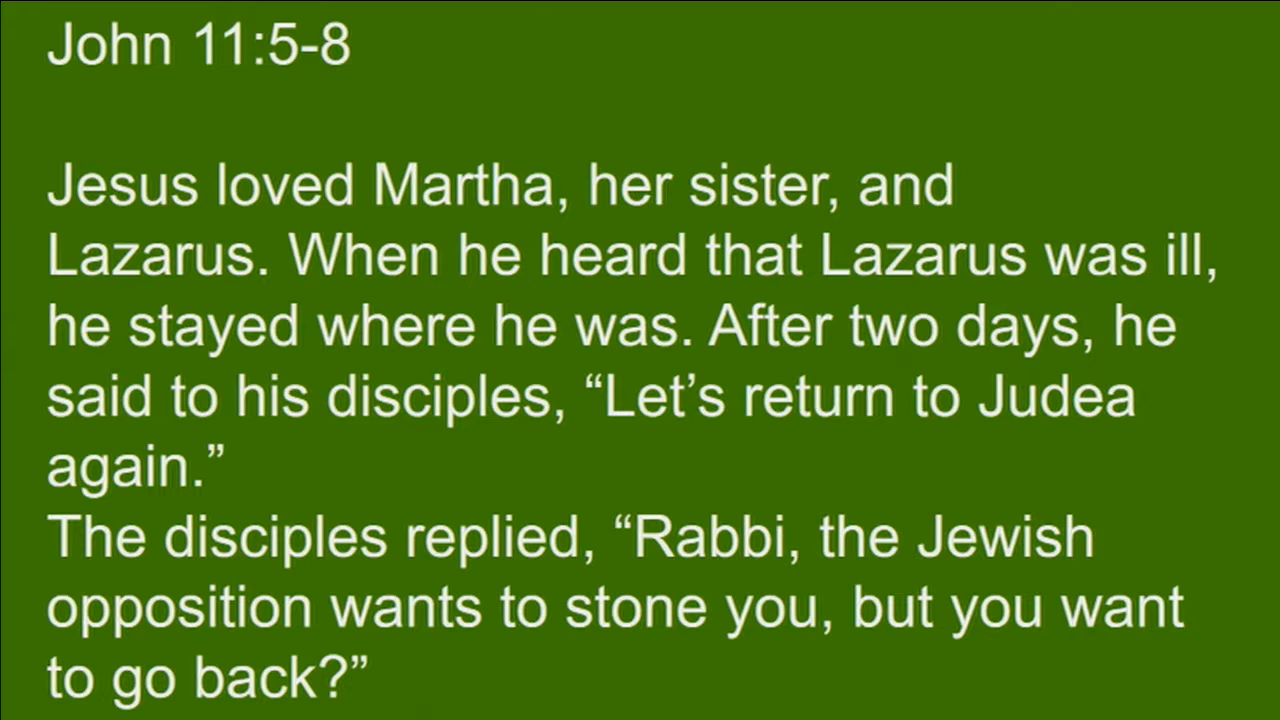 John 11:5-8
Jesus loved Martha, her sister, and
Lazarus. When he heard that Lazarus was ill,
he stayed where he was. After two days, he
said to his disciples, “Let’s return to Judea
again.”
The disciples replied, “Rabbi, the Jewish
opposition wants to stone you, but you want
to go back?”